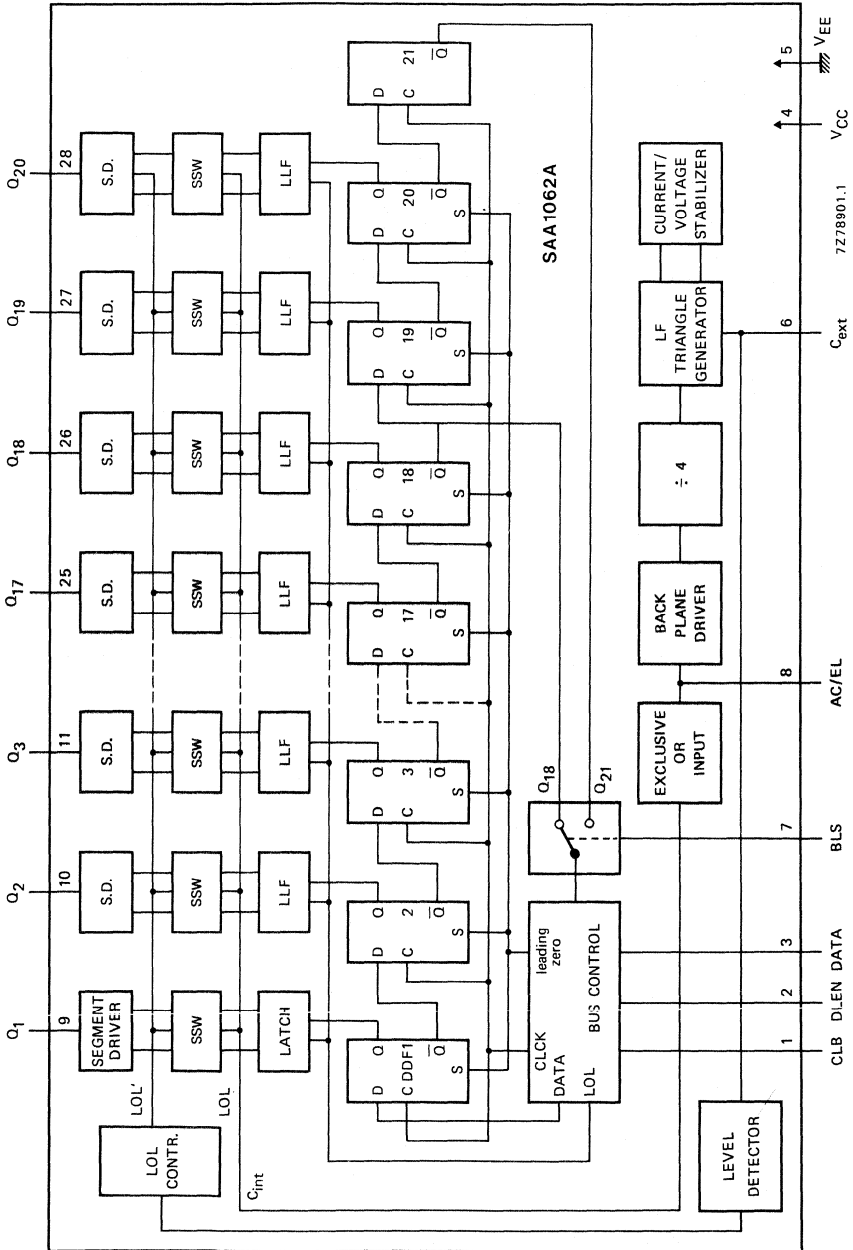 Q1 Q2 Q3 Q17 Q18 Q19 Q20
9 10 11 25 26 27 28
SEGMENT DRIVER S.D. S.D. S.D. S.D. S.D. S.D.
LOL'
LOL CONTR.
LOL
SSW SSW SSW SSW SSW SSW SSW
Cint
LATCH LLF LLF LLF LLF LLF LLF
D Q C DDF1 Q̅ S
D Q C 2 Q̅ S
D Q C 3 Q̅ S
D Q C 17 Q̅ S
D Q C 18 Q̅ S
D Q C 19 Q̅ S
D Q C 20 Q̅ S
D C 21 Q̅
SAA1062A
CLCK
DATA
LOL
leading zero
BUS CONTROL
Q18
Q21
LEVEL DETECTOR
EXCLUSIVE OR INPUT
BACK PLANE DRIVER
÷ 4
LF TRIANGLE GENERATOR
CURRENT/ VOLTAGE STABILIZER
1 2 3 7 8 6 4 5
CLB DLEN DATA BLS AC/EL Cext VCC VEE
7Z78901.1